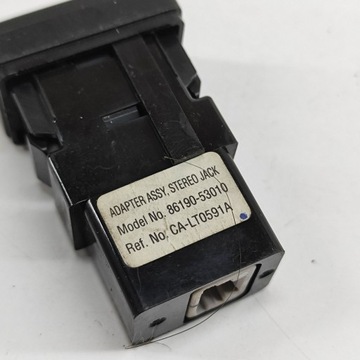 ADAPTER ASSY, STEREO JACK
Model No. 86190-53010
Ref. No. CA-LT0591A